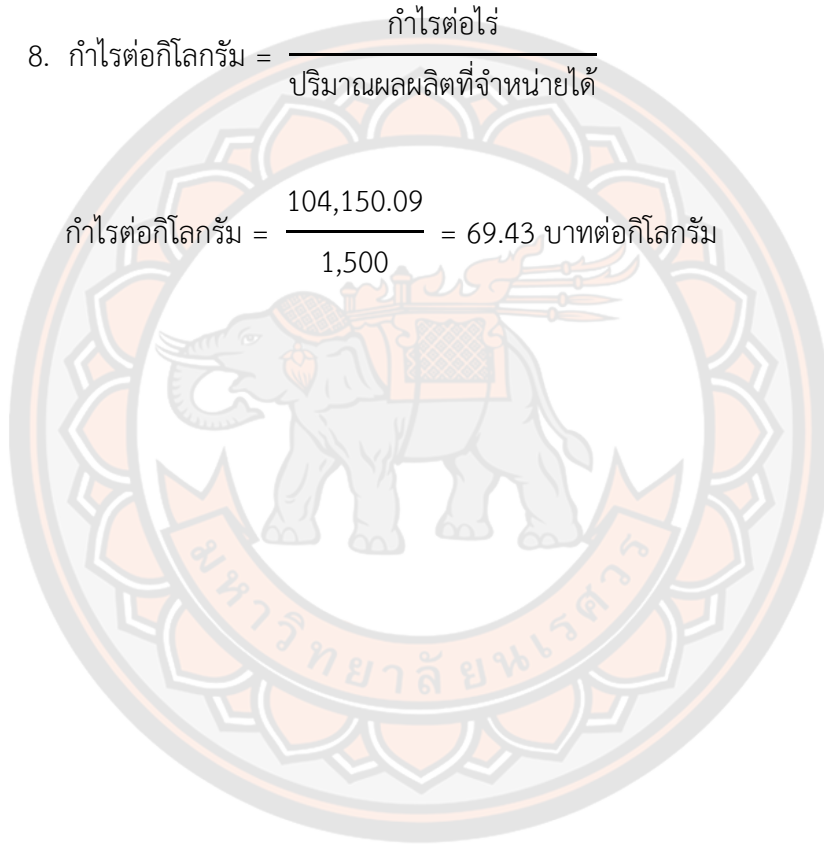 กำไรต่อไร่
8. กำไรต่อกิโลกรัม =
ปริมาณผลผลิตที่จำหน่ายได้
104,150.09
กำไรต่อกิโลกรัม = = 69.43 บาทต่อกิโลกรัม
1,500
มหาวิทยาลัยนเรศวร